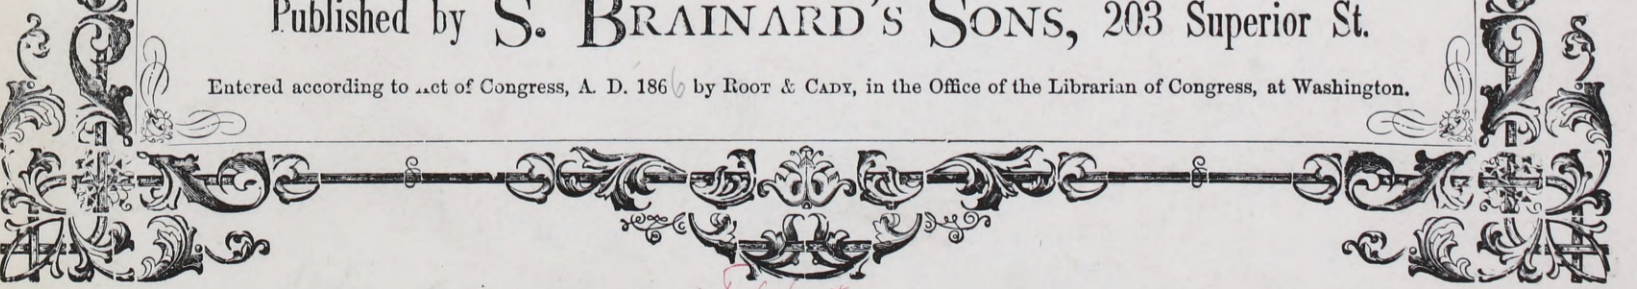 Published by S. BRAINARD'S SONS, 203 Superior St.
Entered according to Act of Congress, A. D. 1866 by ROOT & CADY, in the Office of the Librarian of Congress, at Washington.